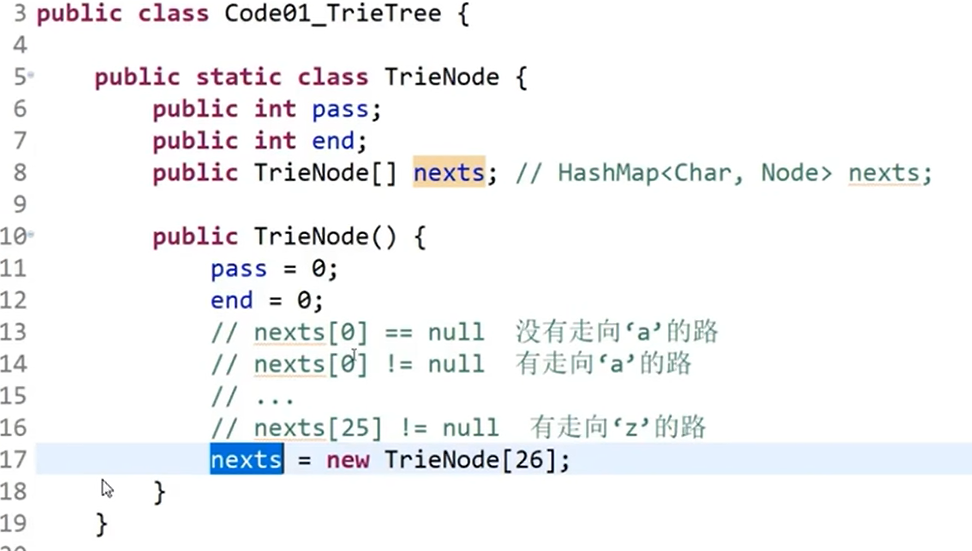 3 public class Code01_TrieTree {
4
5 public static class TrieNode {
6 public int pass;
7 public int end;
8 public TrieNode[] nexts; // HashMap<Char, Node> nexts;
9
10 public TrieNode() {
11 pass = 0;
12 end = 0;
13 // nexts[0] == null 没有走向‘a’的路
14 // nexts[0] != null 有走向‘a’的路
15 // ...
16 // nexts[25] != null 有走向‘z’的路
17 nexts = new TrieNode[26];
18 }
19 }